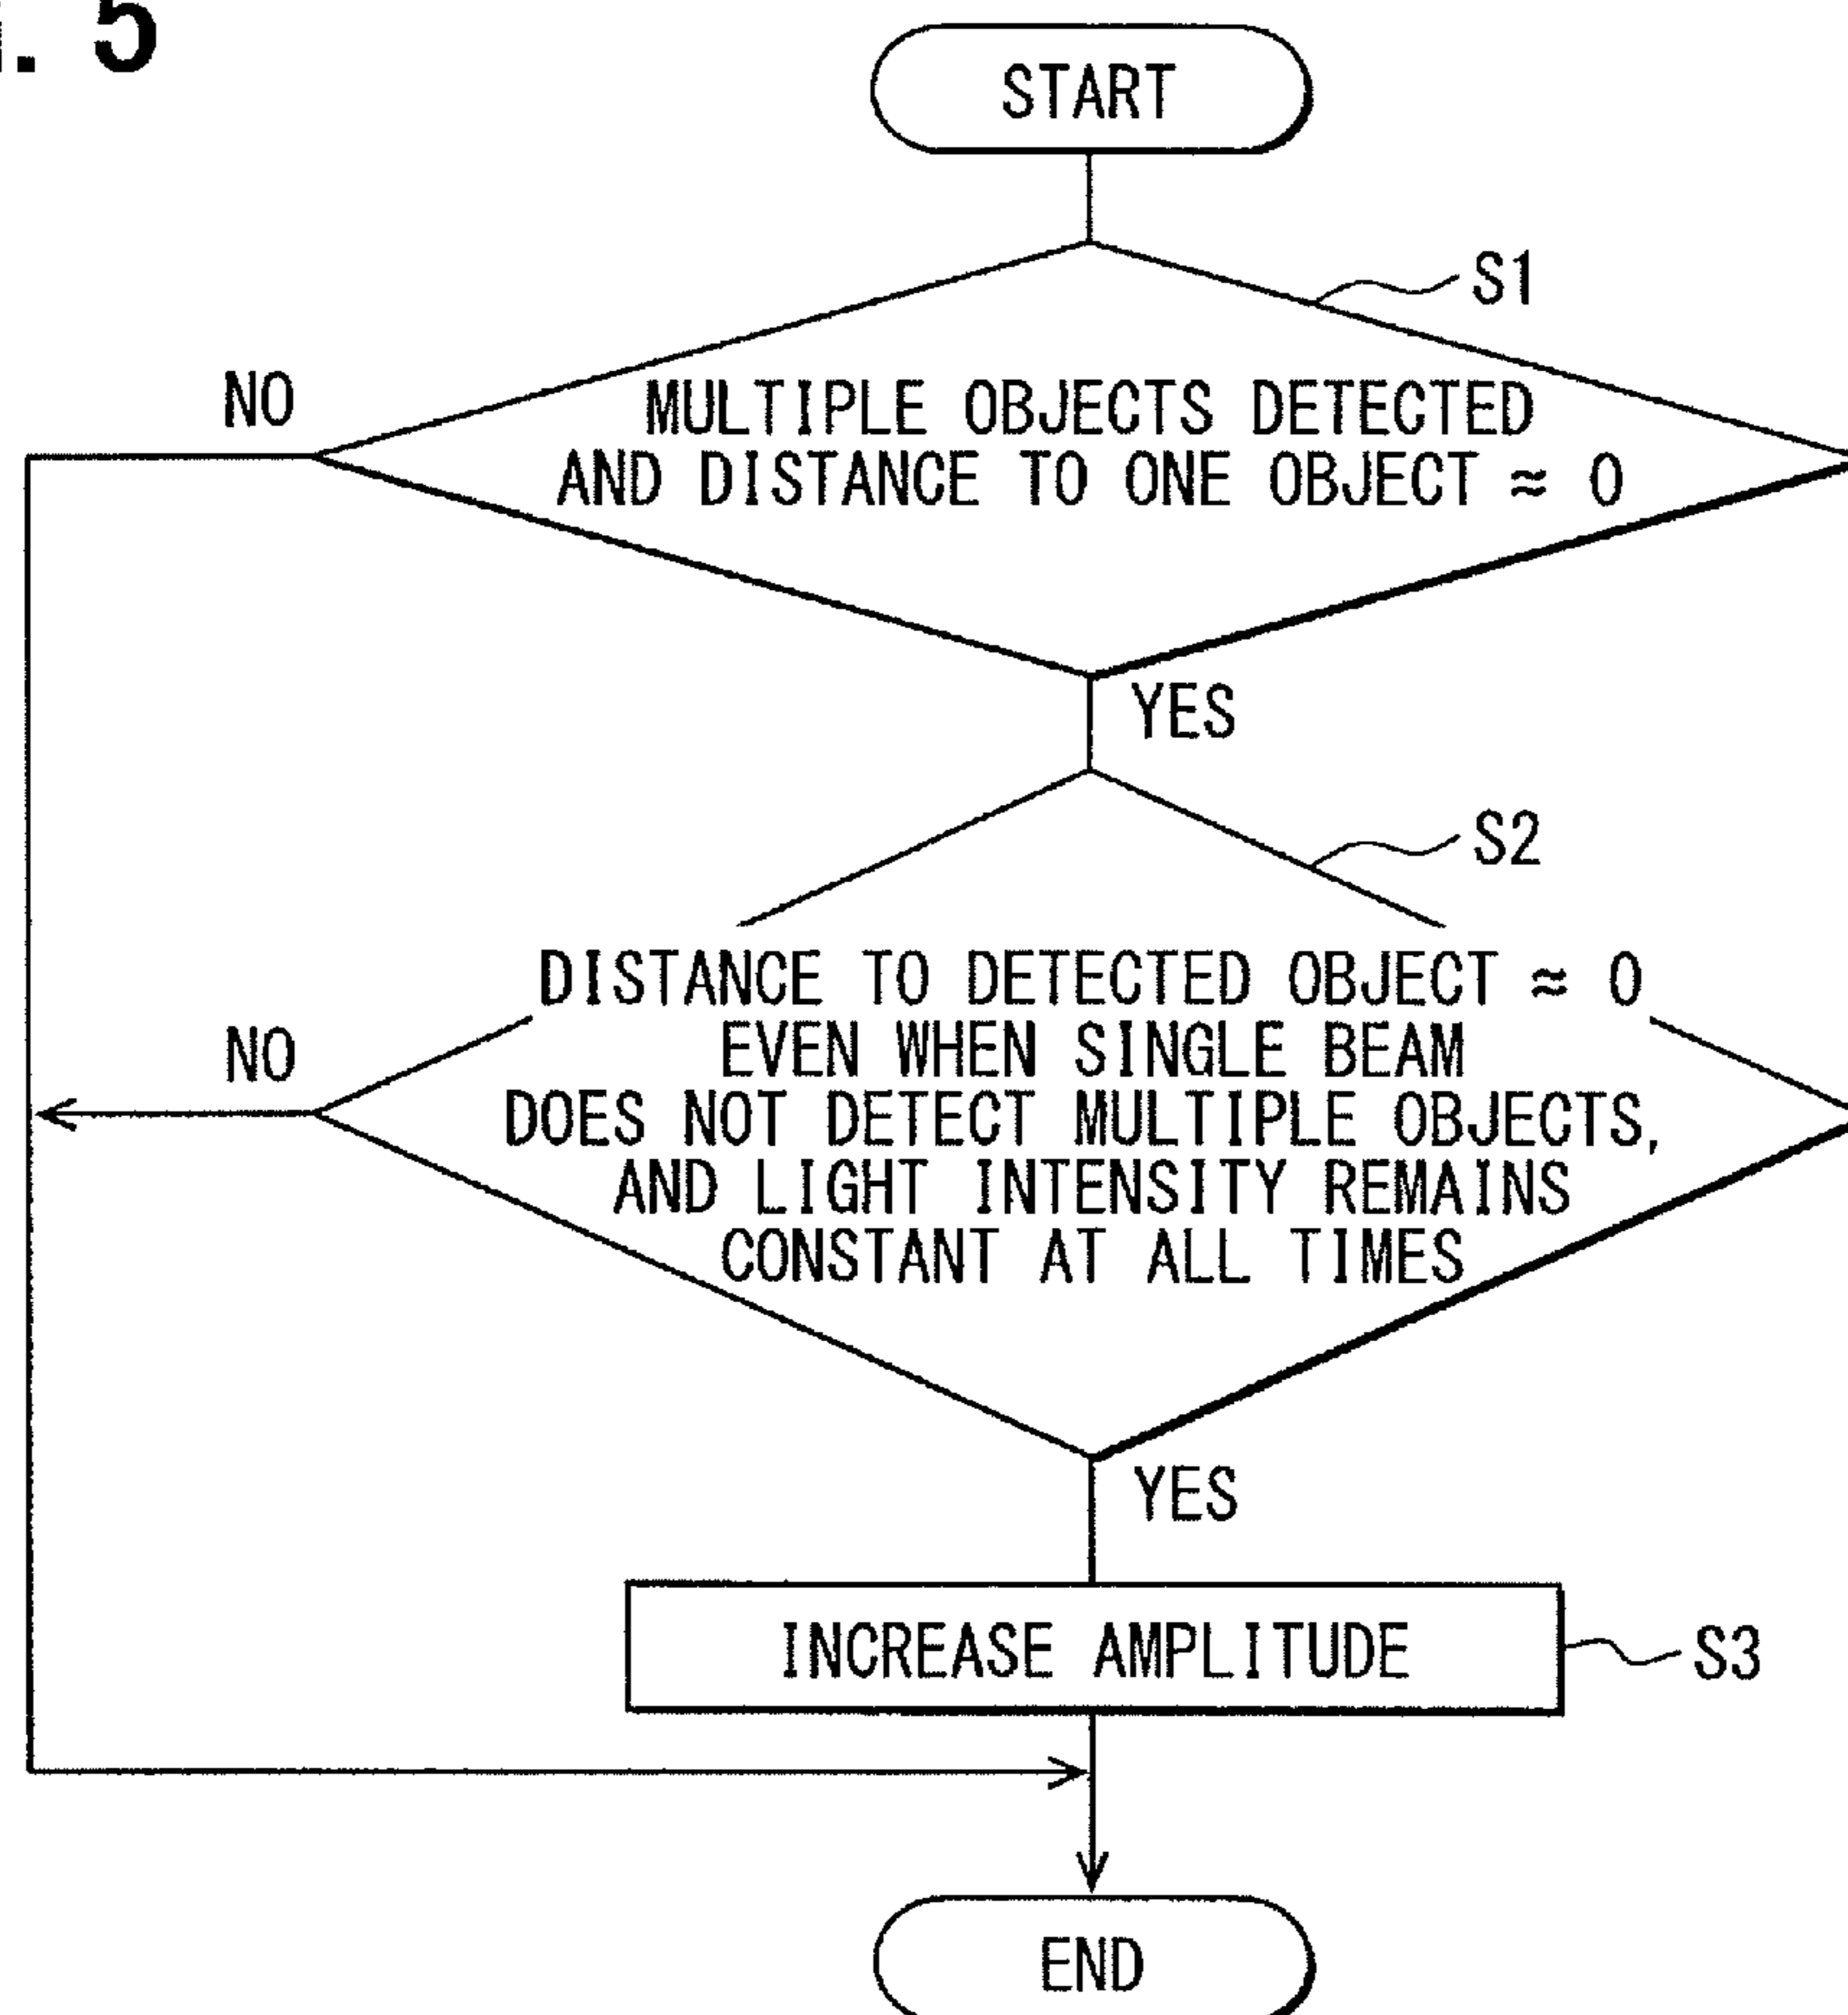 . 5
START
S1
NO
MULTIPLE OBJECTS DETECTED
AND DISTANCE TO ONE OBJECT ≈ 0
YES
S2
DISTANCE TO DETECTED OBJECT ≈ 0
EVEN WHEN SINGLE BEAM
NO
DOES NOT DETECT MULTIPLE OBJECTS,
AND LIGHT INTENSITY REMAINS
CONSTANT AT ALL TIMES
YES
INCREASE AMPLITUDE
S3
END